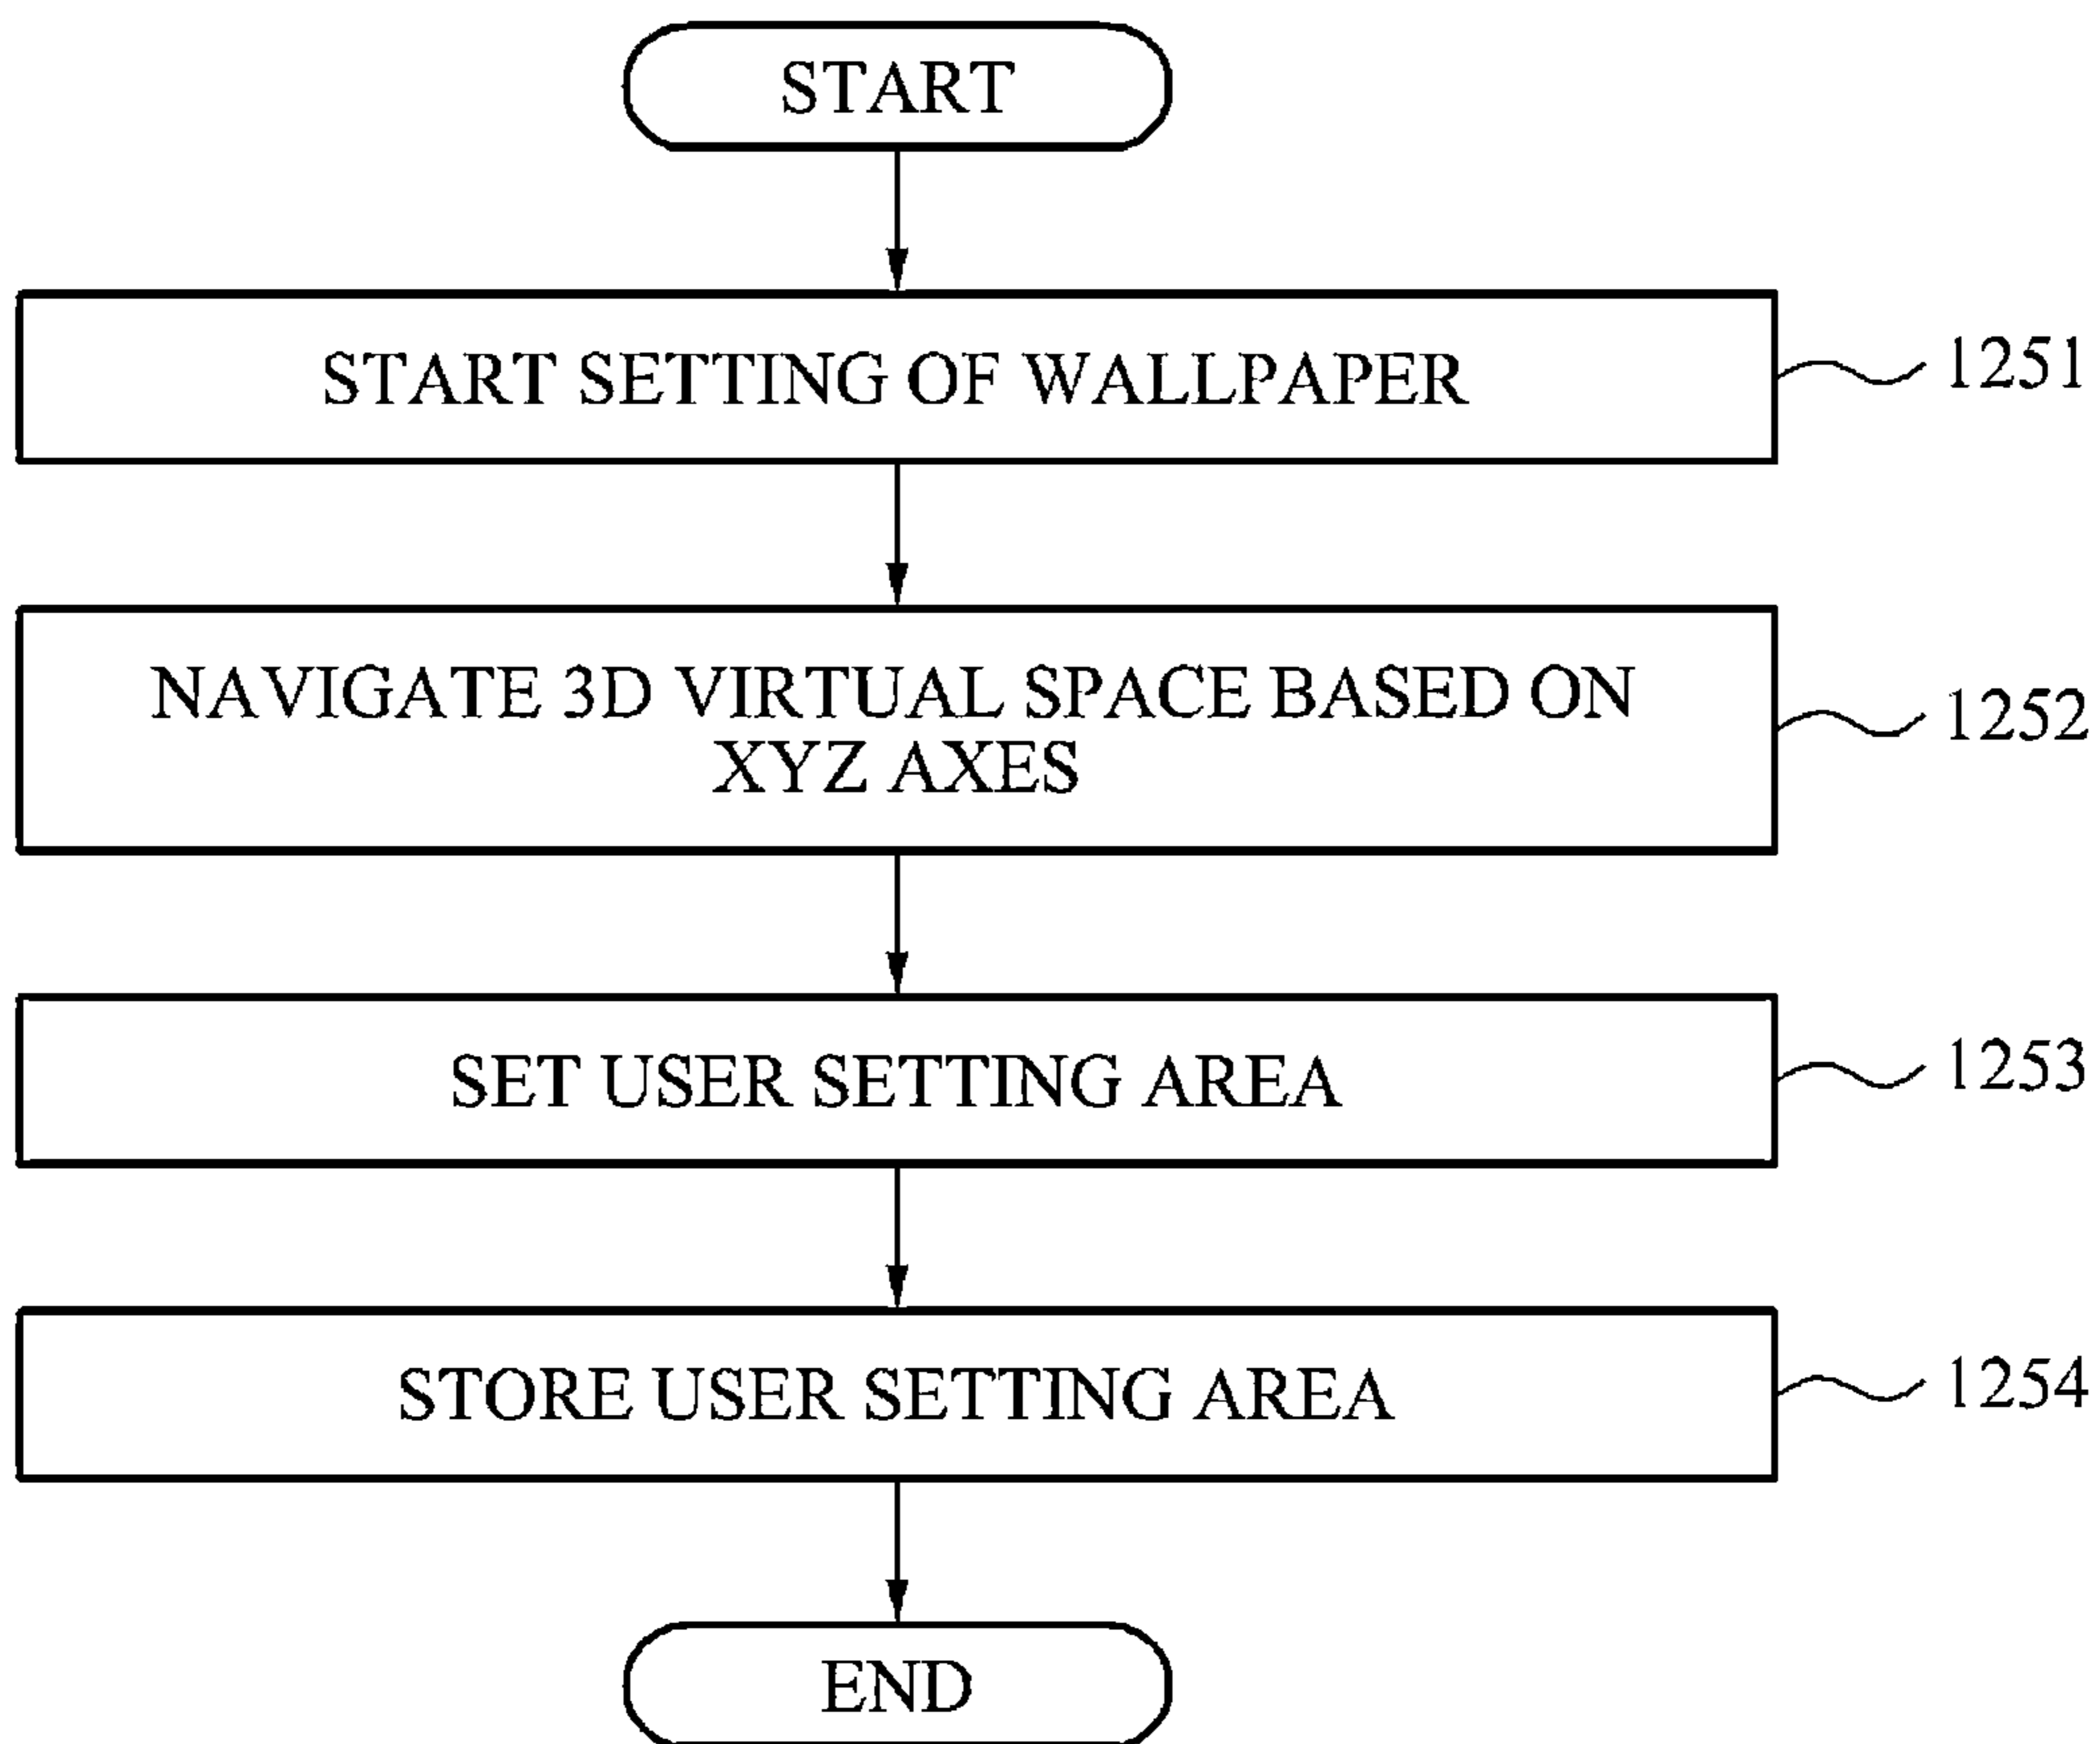 START
START SETTING OF WALLPAPER
1251
NAVIGATE 3D VIRTUAL SPACE BASED ON
XYZ AXES
1252
SET USER SETTING AREA
1253
STORE USER SETTING AREA
1254
END